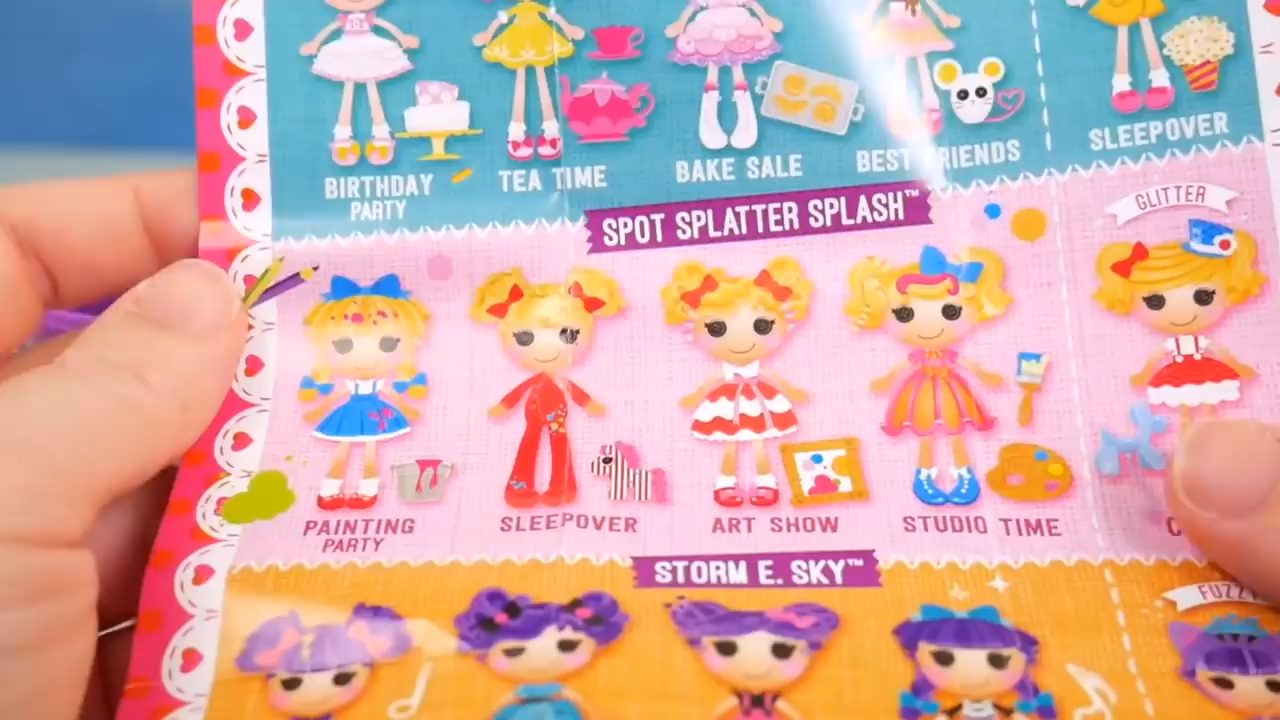 BIRTHDAY
PARTY
TEA TIME
BAKE SALE
BEST FRIENDS
SLEEPOVER
SPOT SPLATTER SPLASH™
GLITTER
PAINTING
PARTY
SLEEPOVER
ART SHOW
STUDIO TIME
STORM E. SKY™
FUZZY